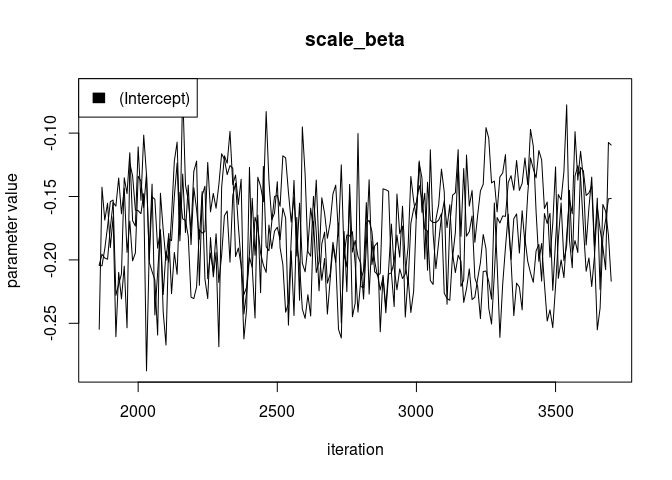 scale_beta
(Intercept)
parameter value
-0.10
-0.15
-0.20
-0.25
2000 2500 3000 3500
iteration